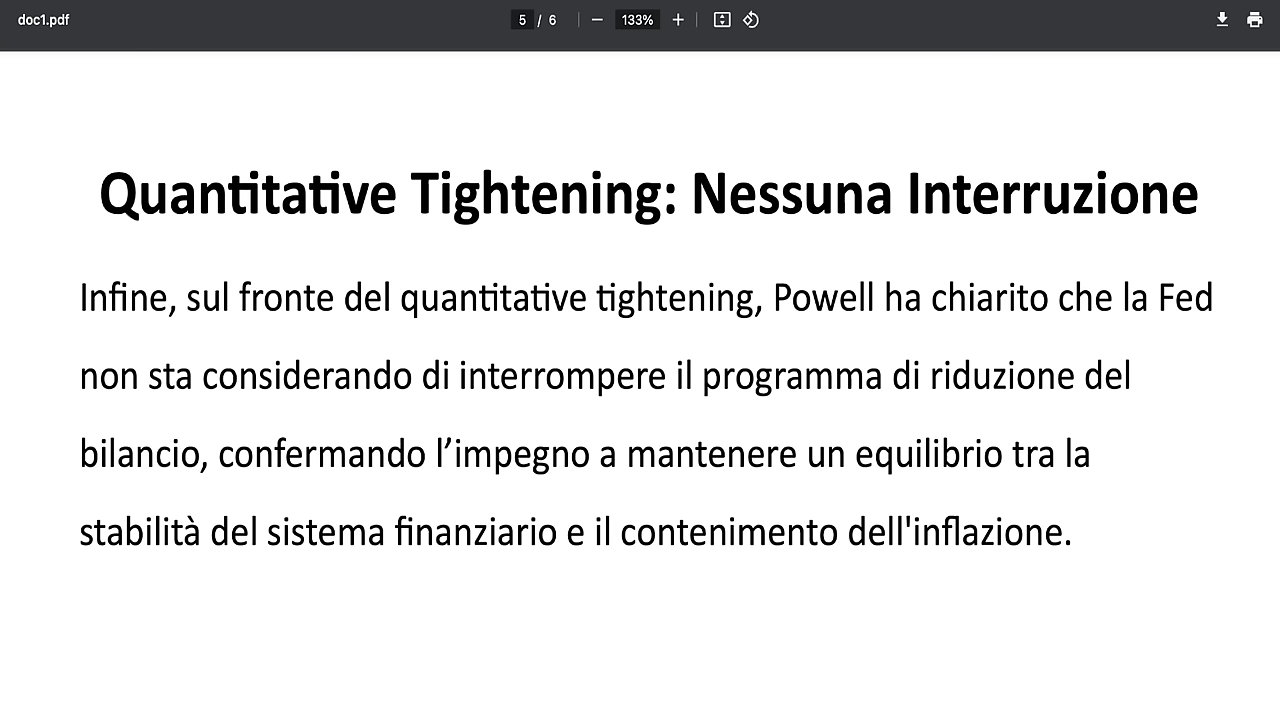 doc1.pdf
5 / 6
133%
Quantitative Tightening: Nessuna Interruzione
Infine, sul fronte del quantitative tightening, Powell ha chiarito che la Fed
non sta considerando di interrompere il programma di riduzione del
bilancio, confermando l’impegno a mantenere un equilibrio tra la
stabilità del sistema finanziario e il contenimento dell'inflazione.